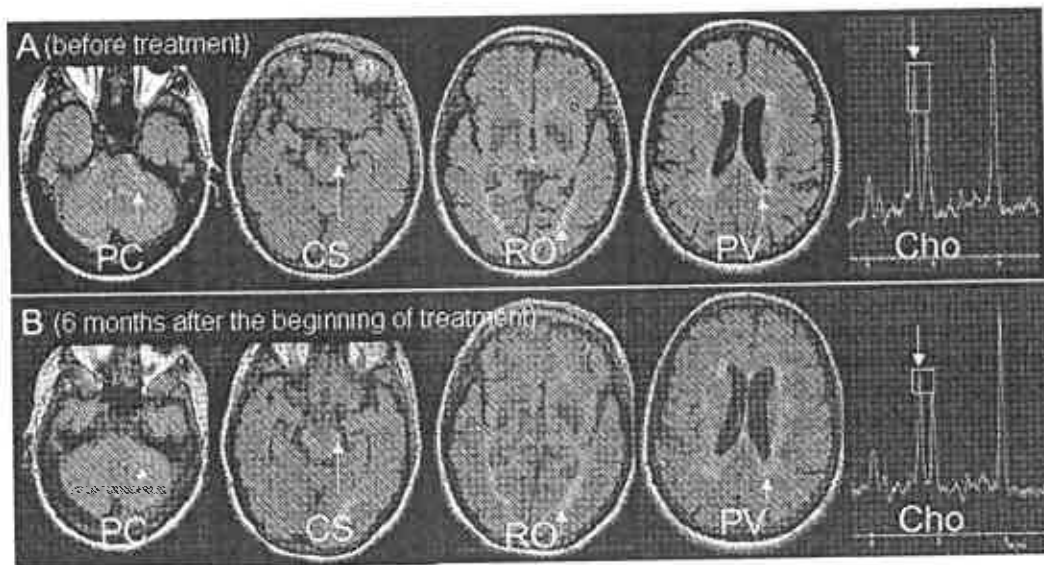 A (before treatment)
PC CS RO PV Cho
B (6 months after the beginning of treatment)
PC CS RO PV Cho